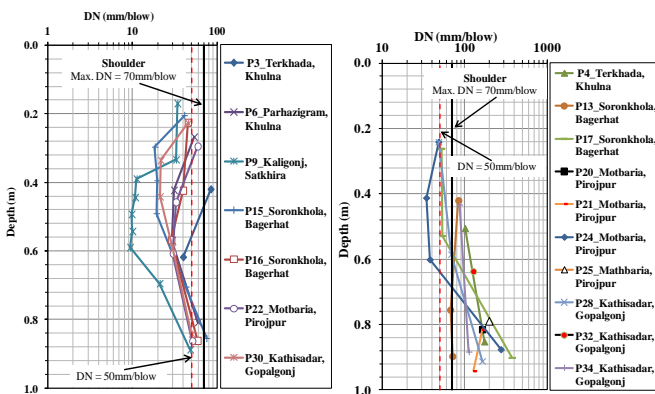 DN (mm/blow)
1
10
100
0.0
0.2
0.4
0.6
0.8
1.0
Depth (m)
Shoulder
Max. DN = 70mm/blow
DN = 50mm/blow
P3_Terkhada,
Khulna
P6_Parhazigram,
Khulna
P9_Kaligonj,
Satkhira
P15_Soronkhola,
Bagerhat
P16_Soronkhola,
Bagerhat
P22_Motbaria,
Pirojpur
P30_Kathisadar,
Gopalgonj
DN (mm/blow)
10
100
1000
0.0
0.2
0.4
0.6
0.8
1.0
Depth (m)
Shoulder
Max. DN = 70mm/blow
DN = 50mm/blow
P4_Terkhada,
Khulna
P13_Soronkhola,
Bagerhat
P17_Soronkhola,
Bagerhat
P20_Motbaria,
Pirojpur
P21_Motbaria,
Pirojpur
P24_Motbaria,
Pirojpur
P25_Mathbaria,
Pirojpur
P28_Kathisadar,
Gopalgonj
P32_Kathisadar,
Gopalgonj
P34_Kathisadar,
Gopalgonj